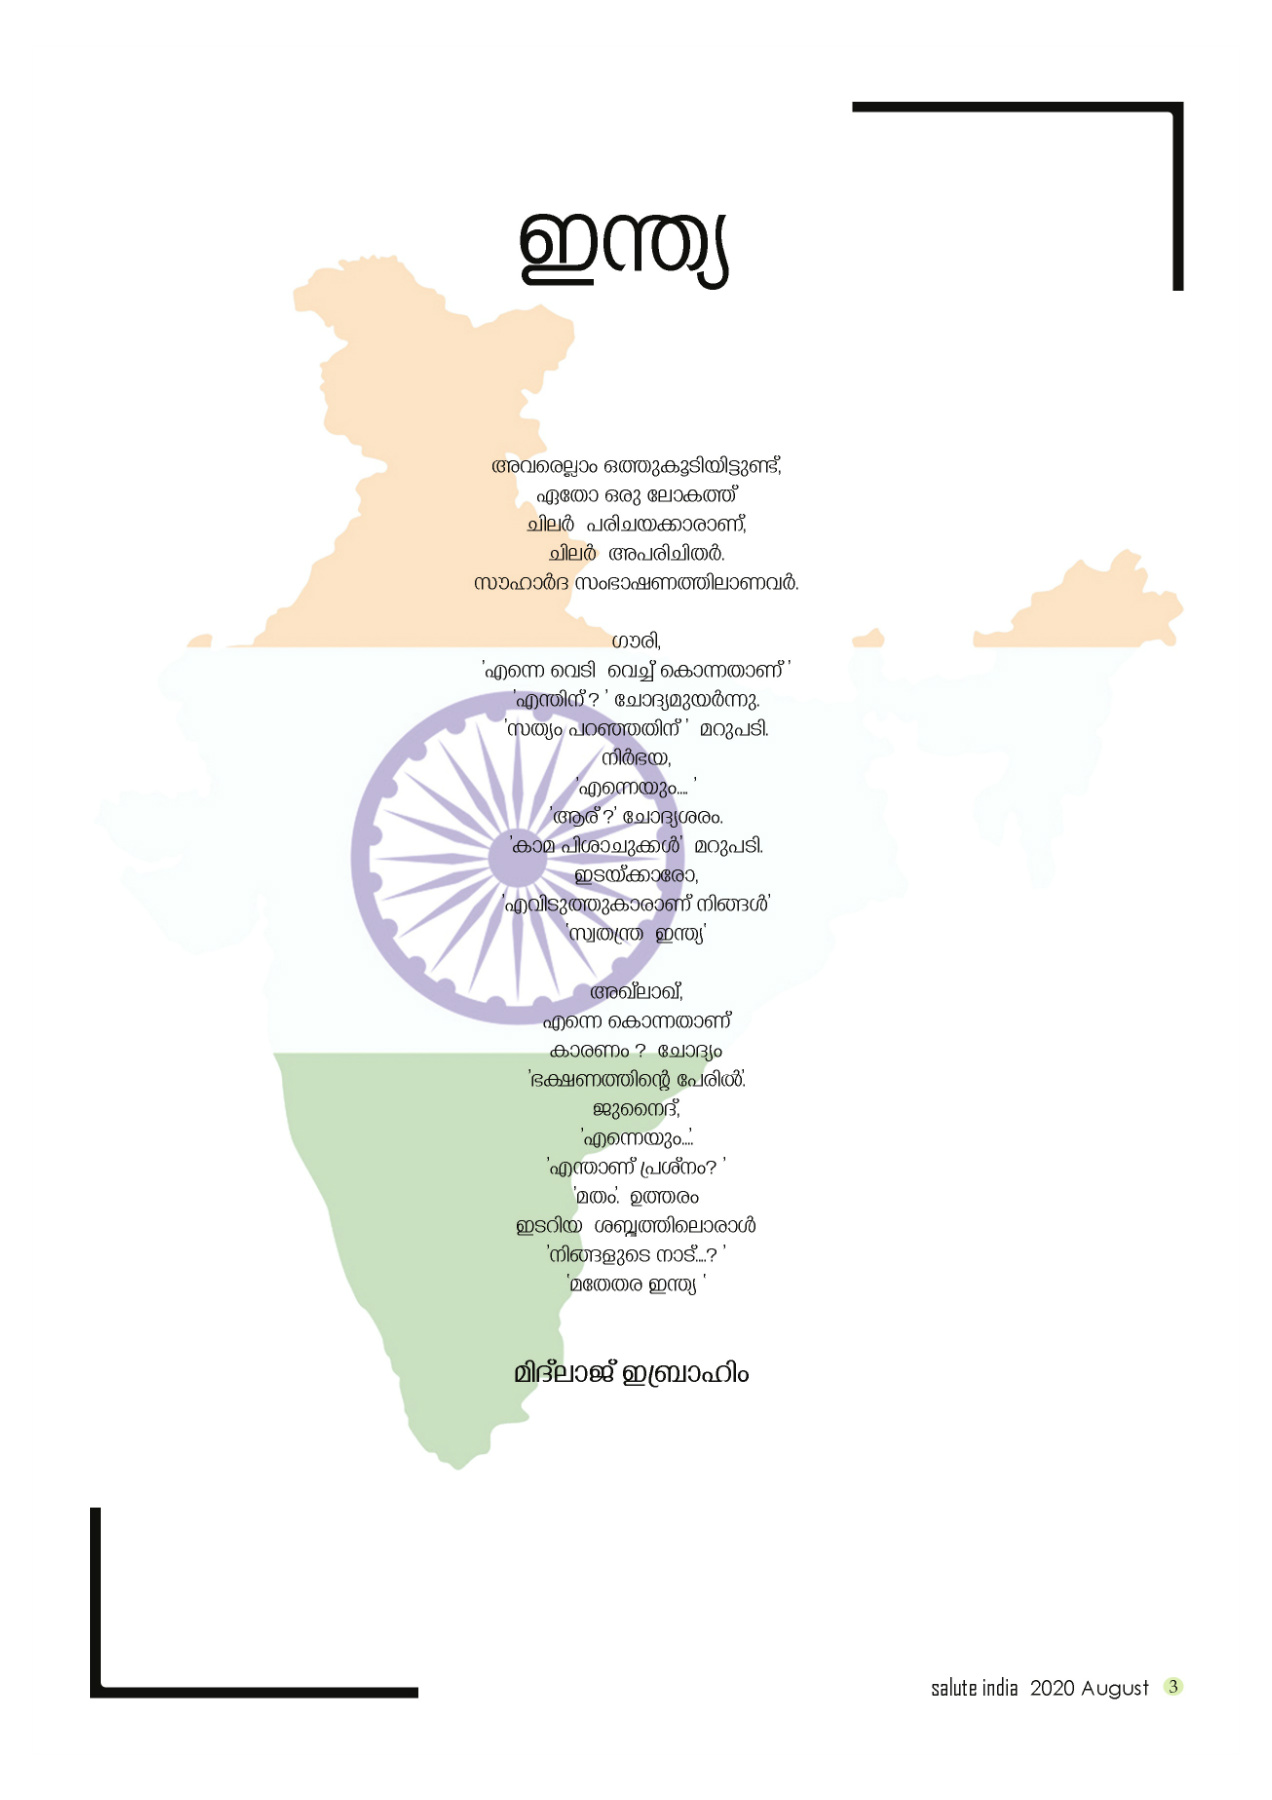 ഇന്ത്യ
അവരെല്ലാം ഒത്തുകൂടിയിട്ടുണ്ട്,
ഏതോ ഒരു ലോകത്ത്
ചിലർ പരിചയക്കാരാണ്,
ചിലർ അപരിചിതർ.
സൗഹാർദ സംഭാഷണത്തിലാണവർ.
ഗൗരി,
'എന്നെ വെടി വെച്ച് കൊന്നതാണ് '
'എന്തിന് ? ' ചോദ്യമുയർന്നു.
'സത്യം പറഞ്ഞതിന് ' മറുപടി.
നിർഭയ,
'എന്നെയും.... '
'ആര് ?' ചോദ്യശരം.
'കാമ പിശാചുക്കൾ' മറുപടി.
ഇടയ്ക്കാരോ,
'എവിടുത്തുകാരാണ് നിങ്ങൾ'
'സ്വതന്ത്ര ഇന്ത്യ'
അഖ്ലാഖ്,
എന്നെ കൊന്നതാണ്
കാരണം ? ചോദ്യം
'ഭക്ഷണത്തിന്റെ പേരിൽ'.
ജുനൈദ്,
'എന്നെയും....'.
'എന്താണ് പ്രശ്നം? '
'മതം'. ഉത്തരം
ഇടറിയ ശബ്ദത്തിലൊരാൾ
'നിങ്ങളുടെ നാട്....? '
'മതേതര ഇന്ത്യ '
മിദ്‌ലാജ് ഇബ്രാഹിം
salute india 2020 August 3